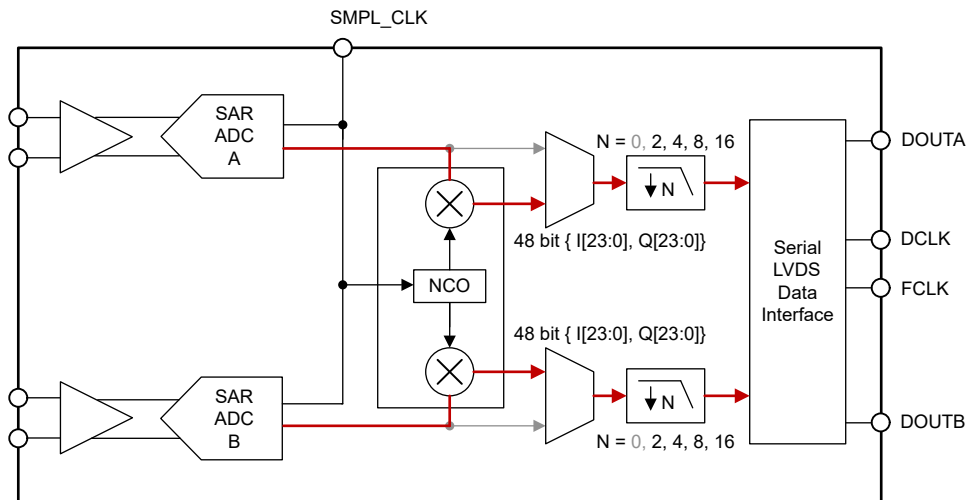 SMPL_CLK
SAR
ADC
A
N = 0, 2, 4, 8, 16
DOUTA
N
48 bit { I[23:0], Q[23:0]}
DCLK
Serial
LVDS
Data
Interface
NCO
FCLK
48 bit { I[23:0], Q[23:0]}
SAR
ADC
B
N
DOUTB
N = 0, 2, 4, 8, 16